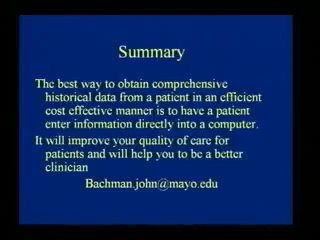 Summary
The best way to obtain comprehensive
historical data from a patient in an efficient
cost effective manner is to have a patient
enter information directly into a computer.
It will improve your quality of care for
patients and will help you to be a better
clinician
Bachman.john@mayo.edu